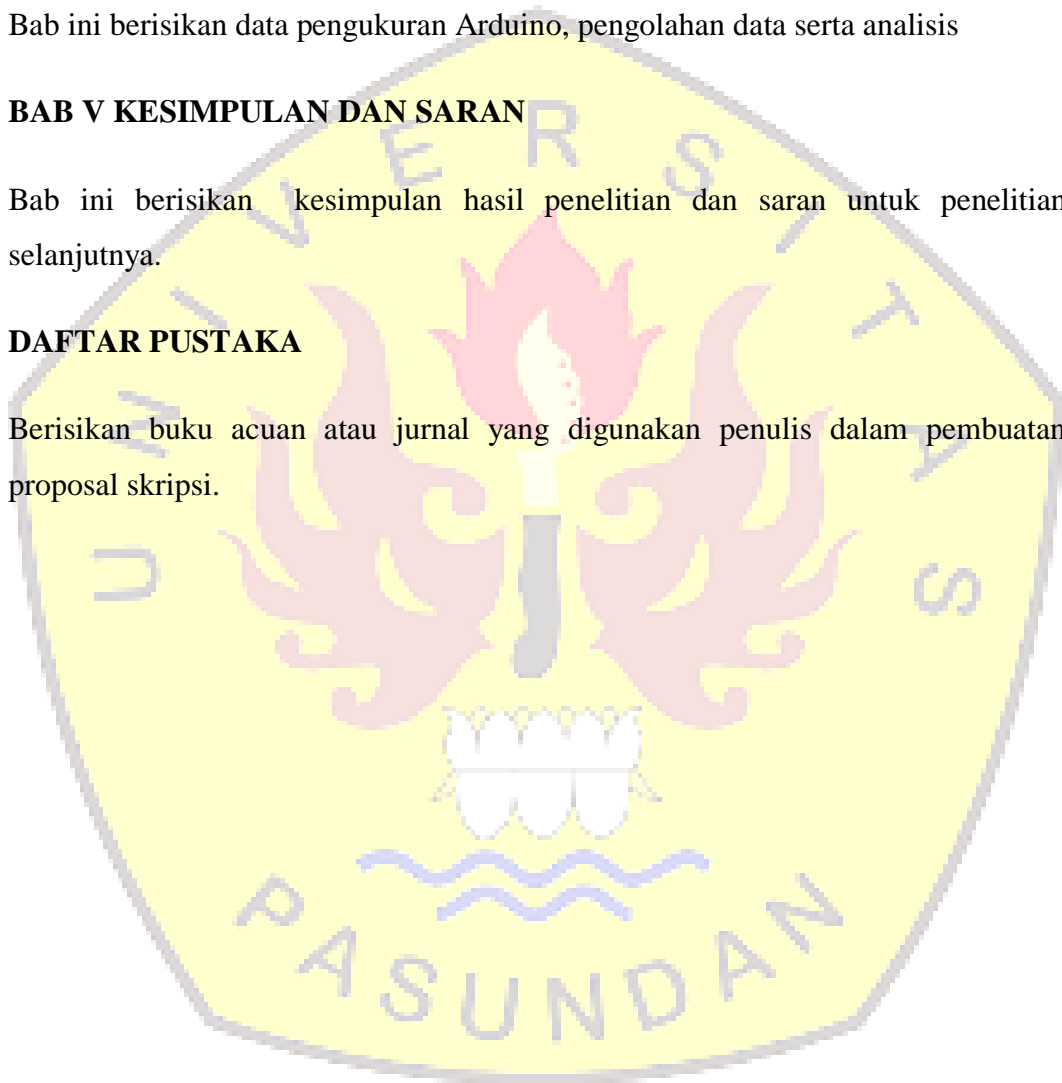 Bab ini berisikan data pengukuran Arduino, pengolahan data serta analisis
BAB V KESIMPULAN DAN SARAN
Bab ini berisikan kesimpulan hasil penelitian dan saran untuk penelitian
selanjutnya.
DAFTAR PUSTAKA
Berisikan buku acuan atau jurnal yang digunakan penulis dalam pembuatan
proposal skripsi.
UNIVERSITAS
PASUNDAN